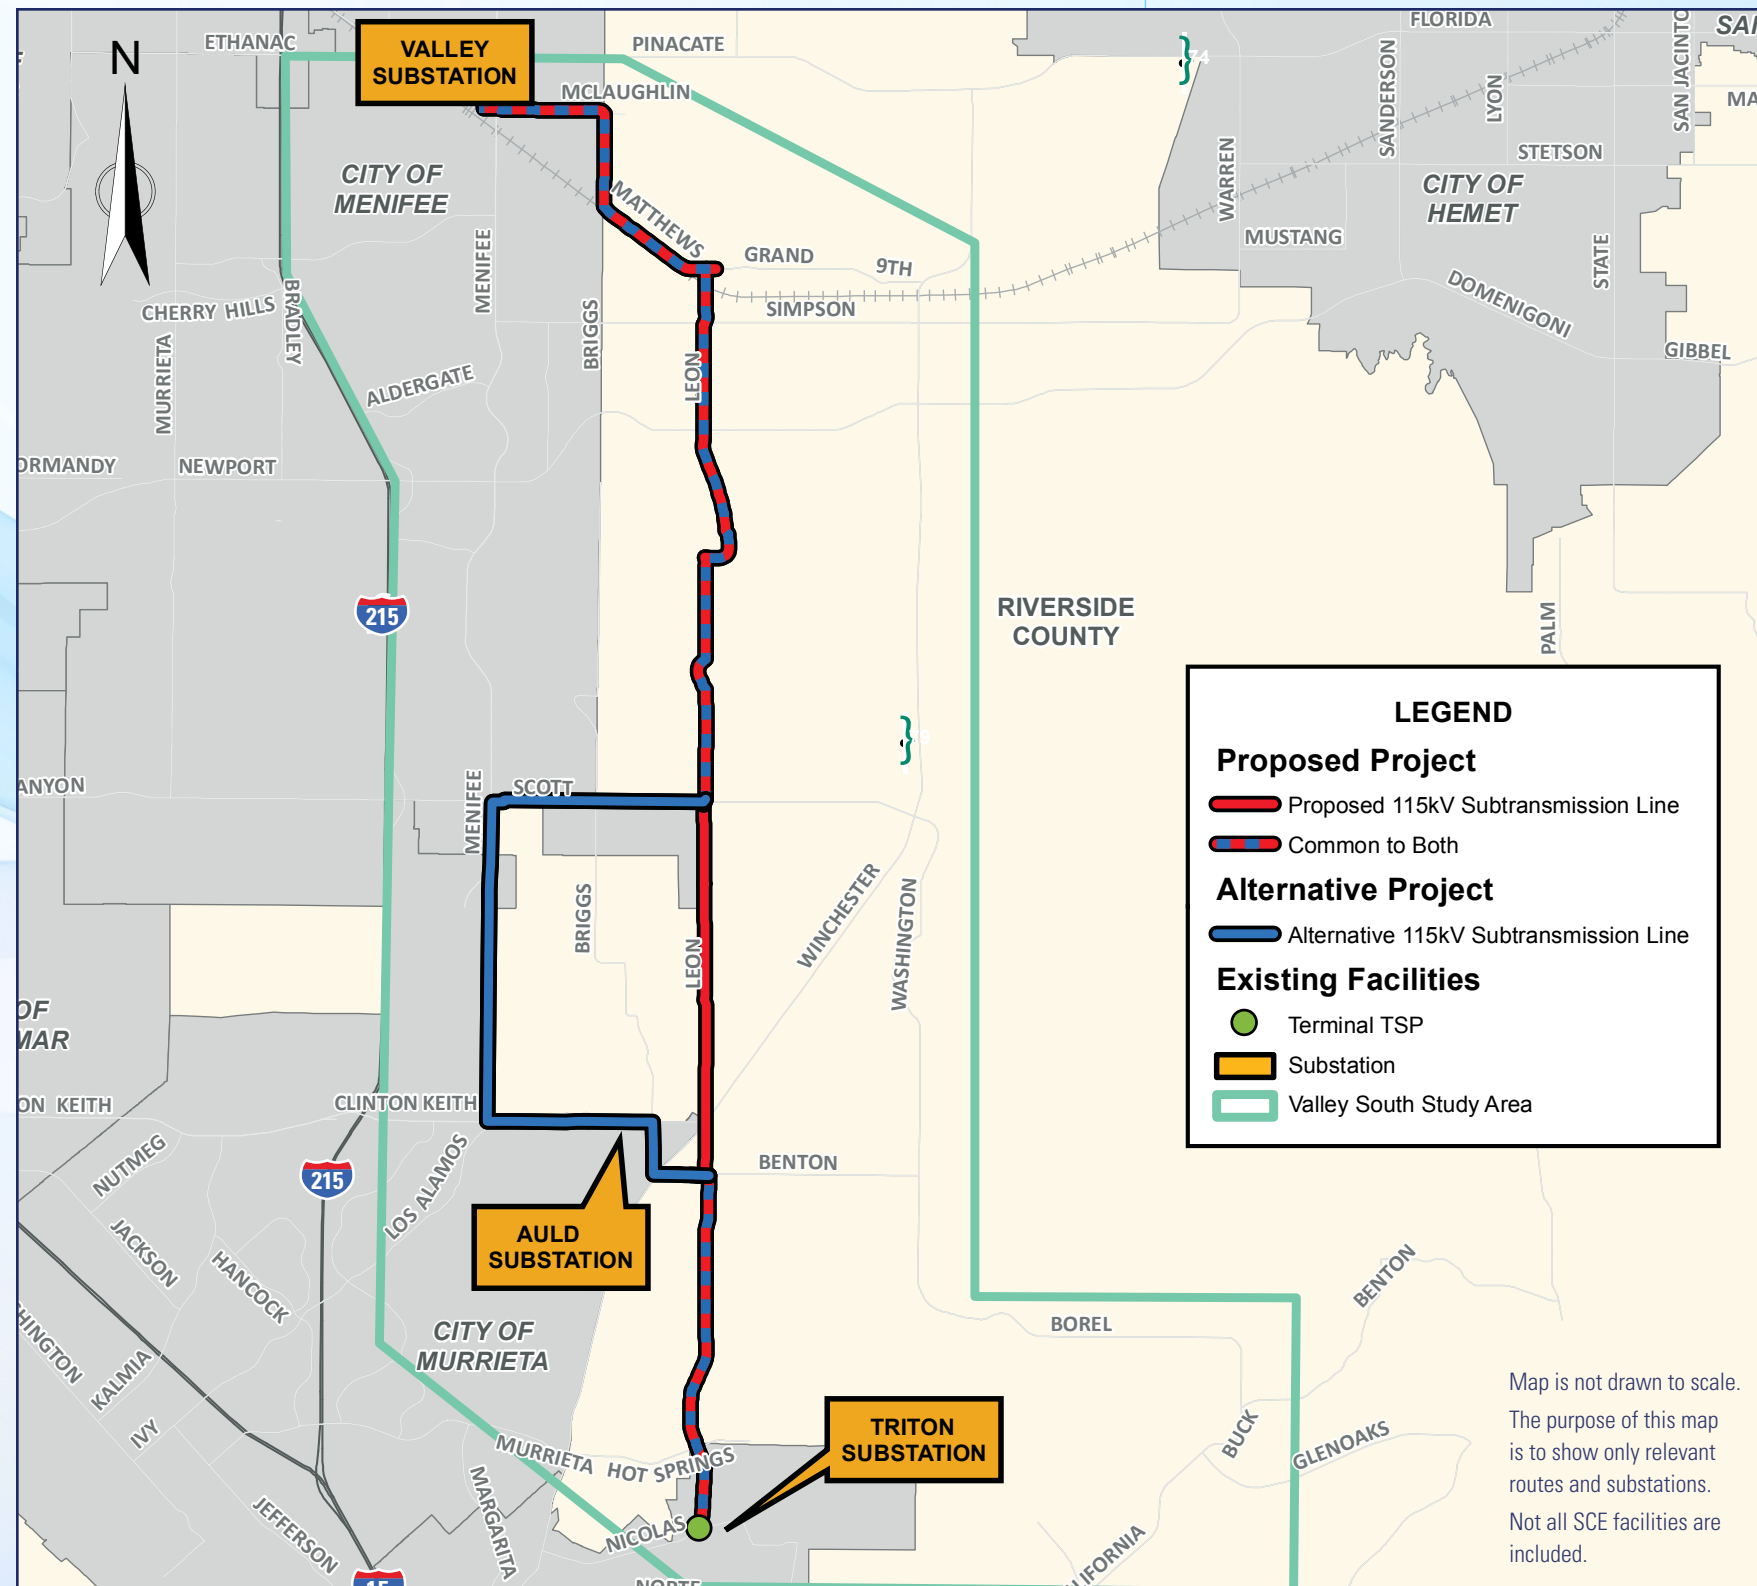 FLORIDA
SAN JACINTO
ETHANAC
VALLEY
SUBSTATION
PINACATE
74
SANDERSON
LYON
N
MCLAUGHLIN
CITY OF
MENIFEE
MATTHEWS
WARREN
STETSON
CITY OF
HEMET
MUSTANG
STATE
MENIFEE
GRAND
9TH
SIMPSON
DOMENIGONI
GIBBEL
CHERRY HILLS
BRADLEY
MURRIETA
BRIGGS
LEON
ALDERGATE
NEWPORT
215
RIVERSIDE
COUNTY
PALM
SCOTT
MENIFEE
BRIGGS
LEON
WINCHESTER
WASHINGTON
LEGEND
Proposed Project
Proposed 115kV Subtransmission Line
Common to Both
Alternative Project
Alternative 115kV Subtransmission Line
Existing Facilities
Terminal TSP
Substation
Valley South Study Area
ON KEITH
CLINTON KEITH
NUTMEG
215
LOS ALAMOS
BENTON
AULD
SUBSTATION
JACKSON
HANCOCK
BENTON
BOREL
CITY OF
MURRIETA
KALMIA
IVY
MURRIETA HOT SPRINGS
TRITON
SUBSTATION
BUCK
GLENOAKS
JEFFERSON
MARGARITA
NICOLAS
15
Map is not drawn to scale.
The purpose of this map
is to show only relevant
routes and substations.
Not all SCE facilities are
included.